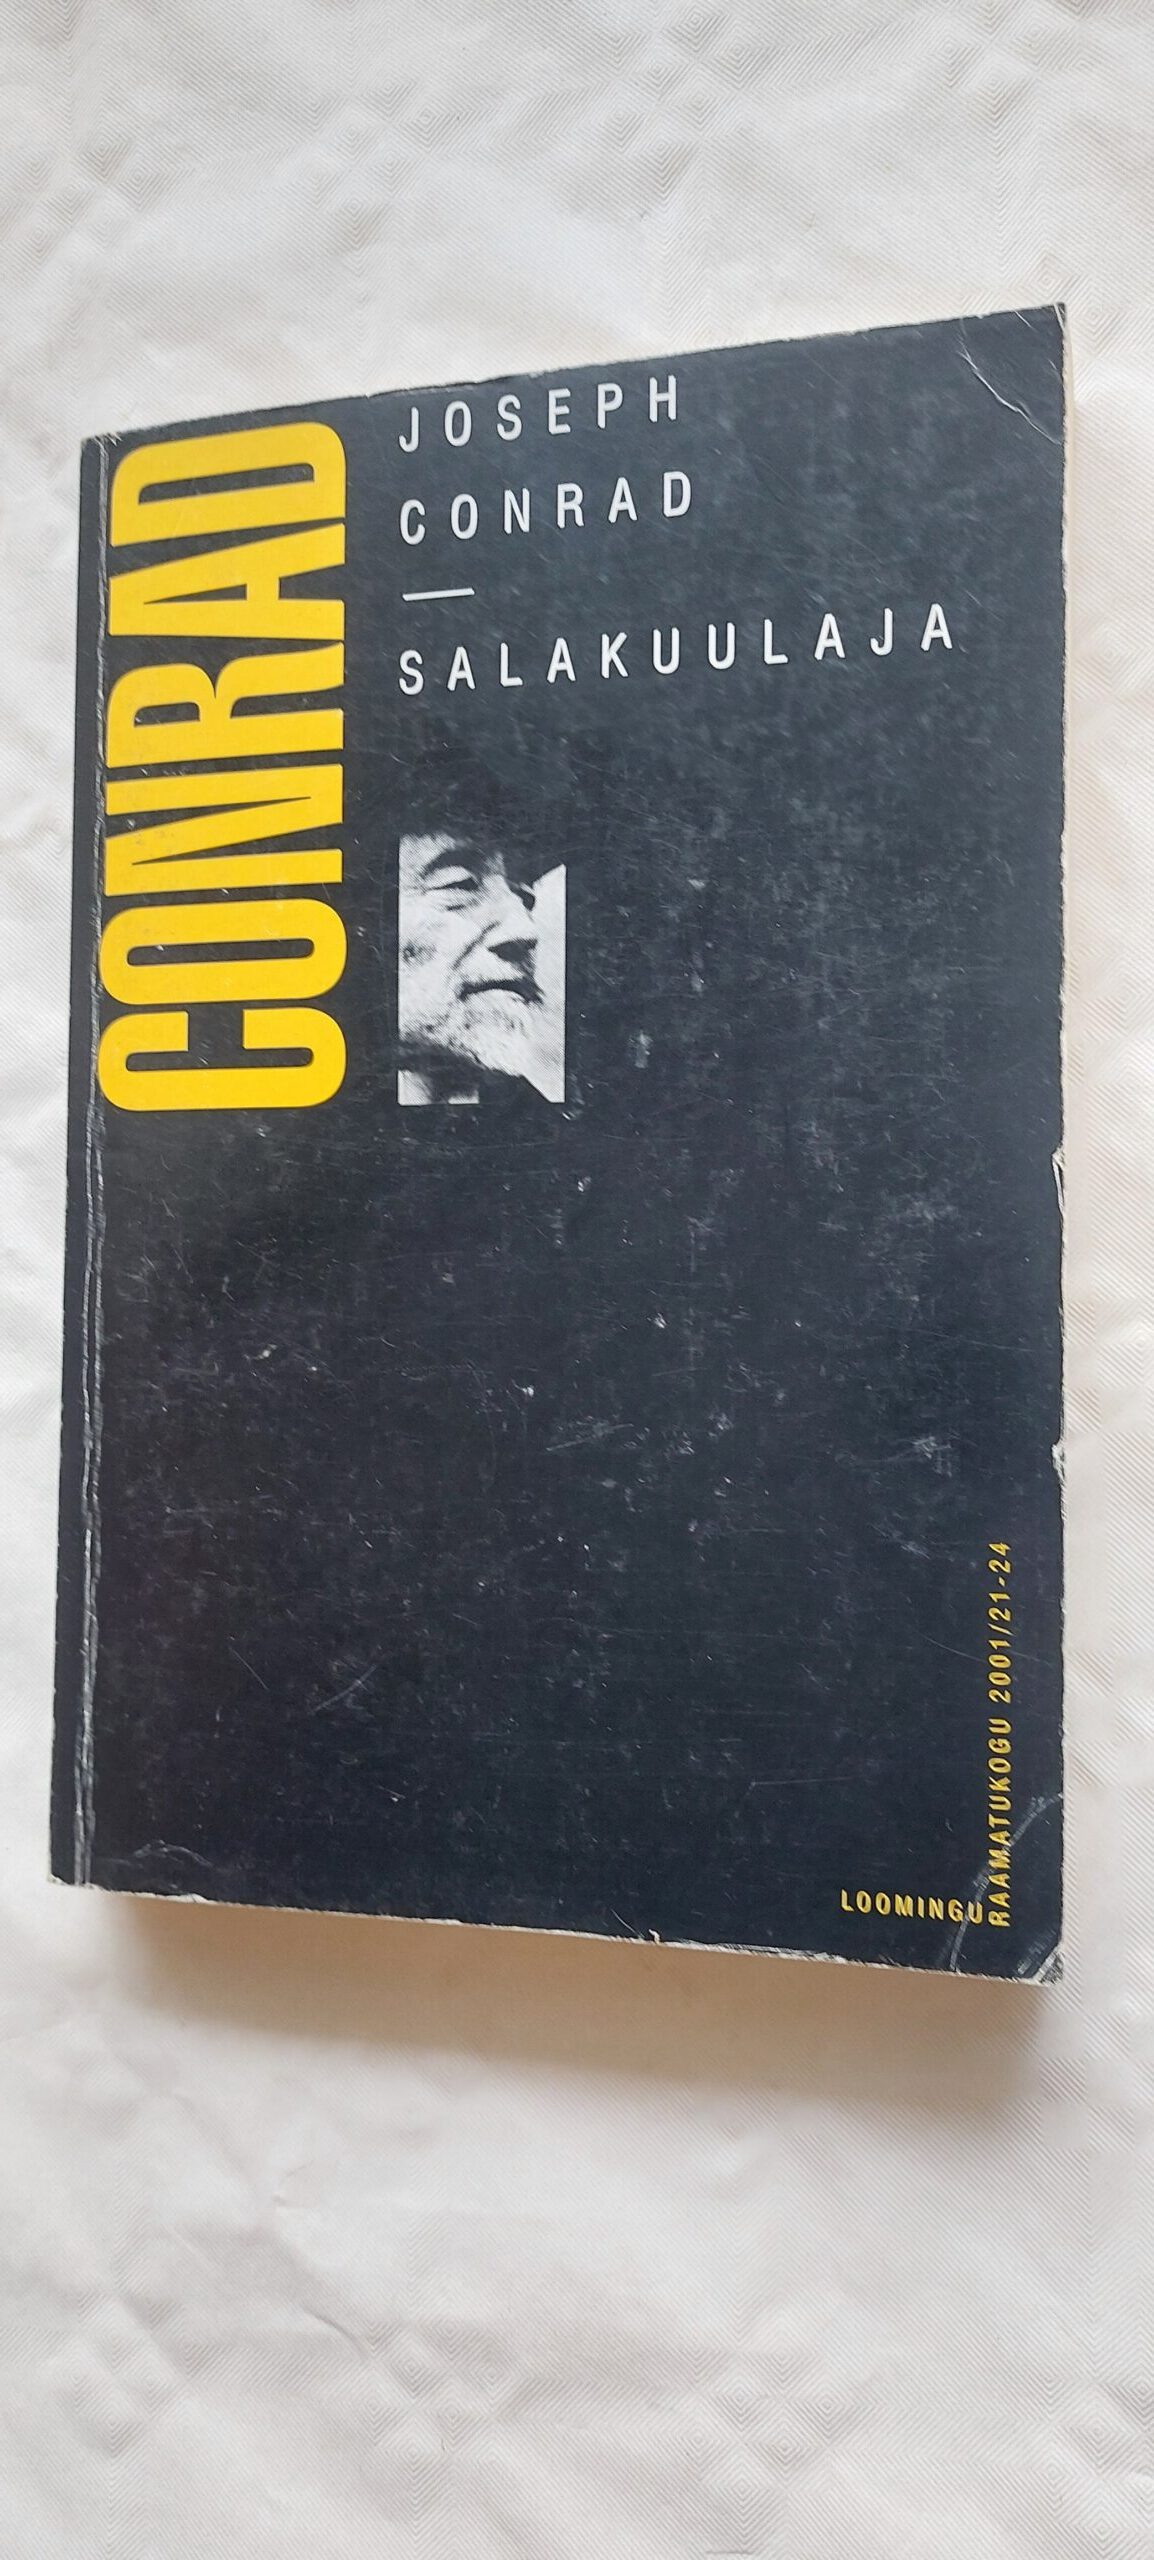 CONRAD
JOSEPH
CONRAD
—
SALAKUULAJA
LOOMINGU
RAAMATUKOGU 2001/21-24